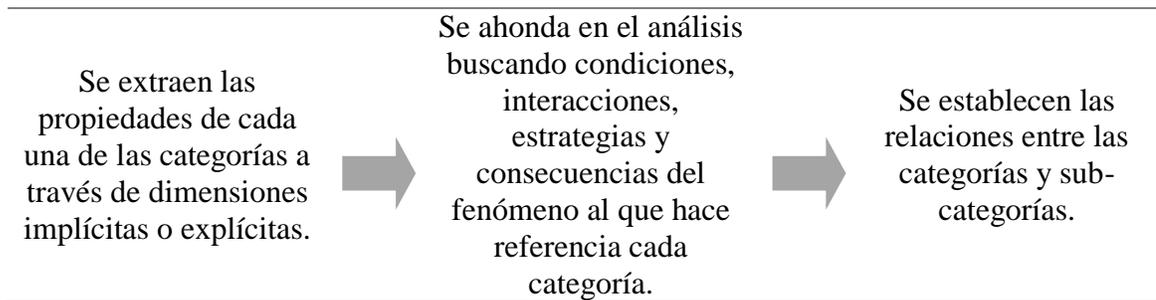 Se extraen las
propiedades de cada
una de las categorías a
través de dimensiones
implícitas o explícitas.
Se ahonda en el análisis
buscando condiciones,
interacciones,
estrategias y
consecuencias del
fenómeno al que hace
referencia cada
categoría.
Se establecen las
relaciones entre las
categorías y sub-
categorías.